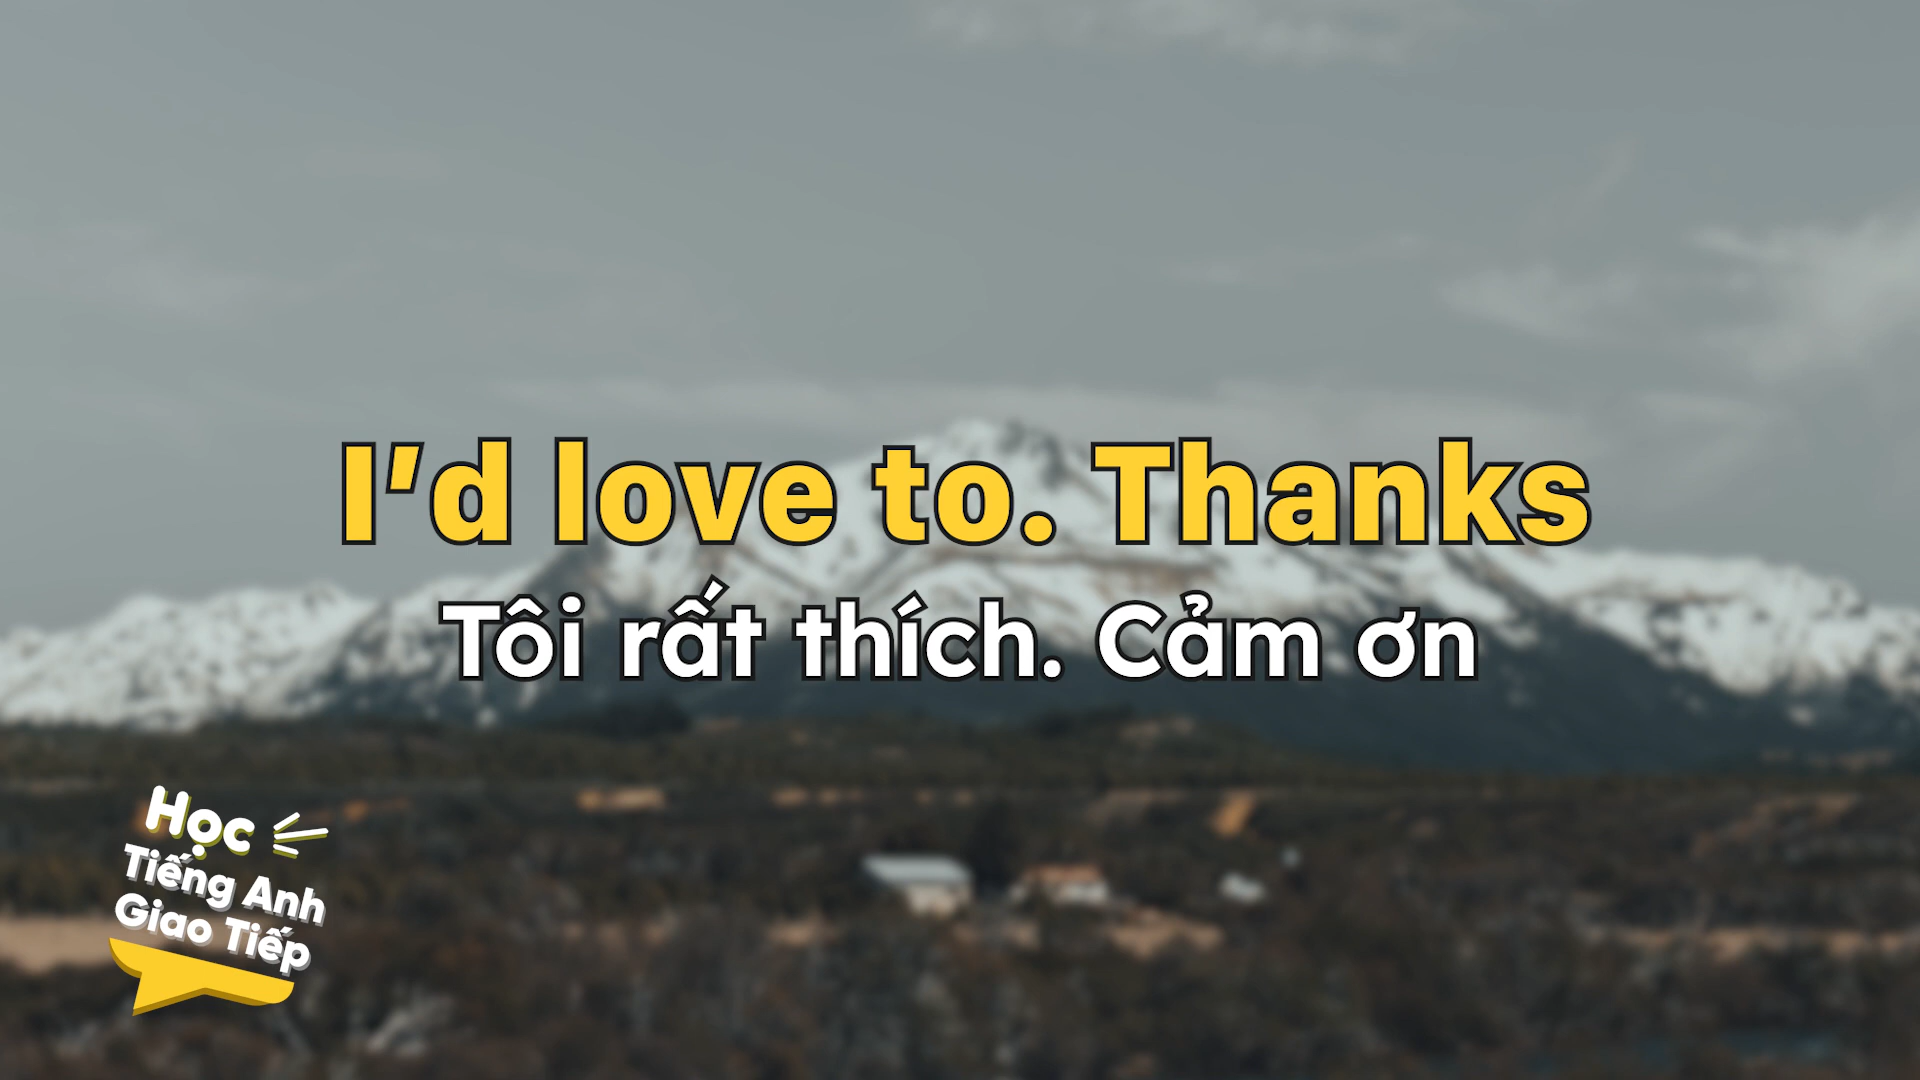 I’d love to. Thanks
Tôi rất thích. Cảm ơn
Học
Tiếng Anh
Giao Tiếp